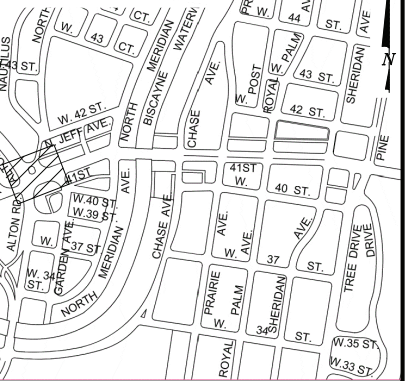 PR
W. 44 ST.
AVE
NORTH
W. 43 CT.
CT.
MERIDIAN
WATERW
NAUTILUS
43 ST.
BISCAYNE
NORTH
CHASE AVE.
W. POST
ROYAL PALM
W.
43 ST.
SHERIDAN AVE
N
42 ST.
W. 42 ST.
N. JEFF AVE.
PINE
41ST
41ST
W. 40 ST.
W.40 ST.
W.39 ST.
ALTON RD.
W. 37 ST.
GARDEN AVE.
MERIDIAN AVE.
CHASE AVE.
AVE.
W. AVE.
37 ST.
AVE.
TREE DRIVE
DRIVE
W. 34 ST.
NORTH
PRAIRIE
PALM
SHERIDAN
W. 34 ST.
ROYAL
W.35 ST.
W.33 ST.